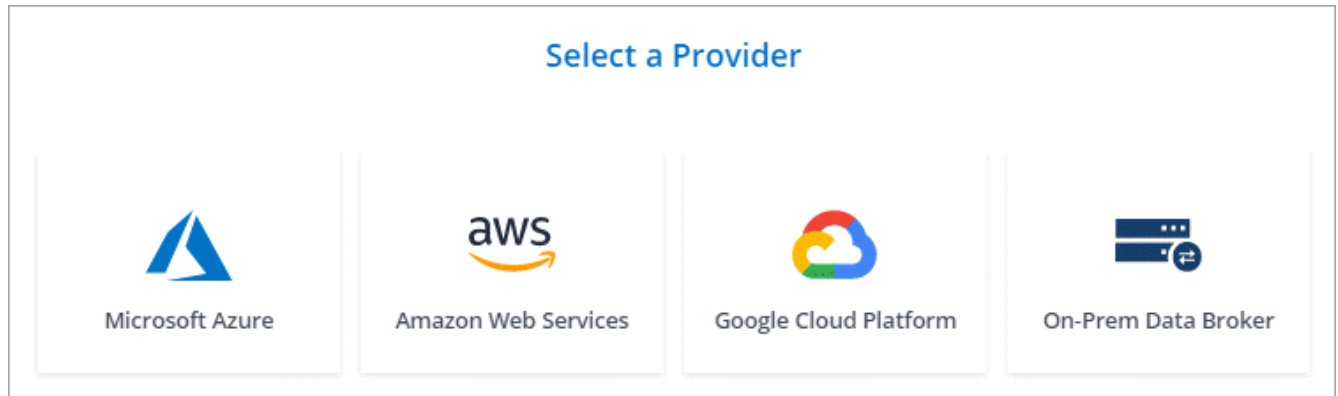 Select a Provider
aws
Microsoft Azure
Amazon Web Services
Google Cloud Platform
On-Prem Data Broker